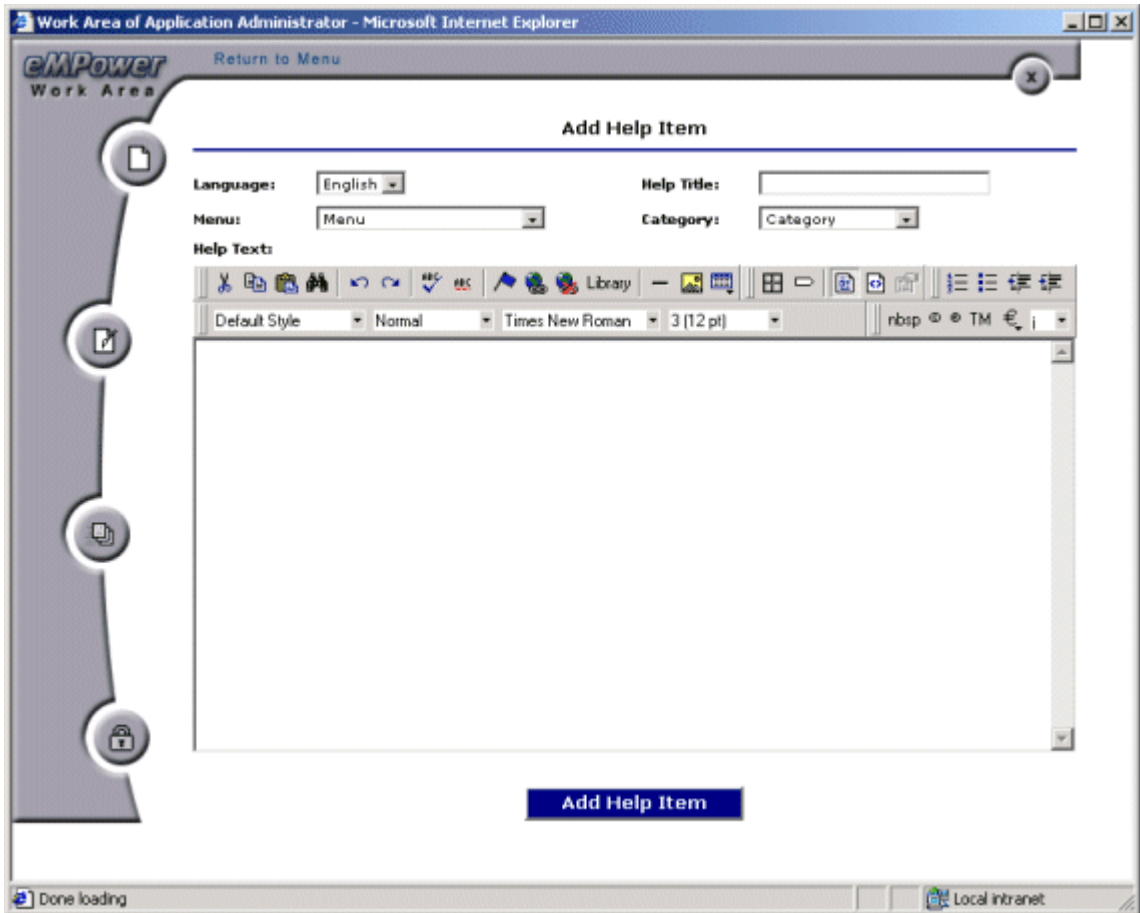 Work Area of Application Administrator - Microsoft Internet Explorer
eMPower
Work Area
Return to Menu
x
Add Help Item
Language: English Help Title:
Menu: Menu Category: Category
Help Text:
ABC ABC Library
Default Style Normal Times New Roman 3 (12 pt) nbsp © ® TM € ¡
Add Help Item
Done loading Local intranet